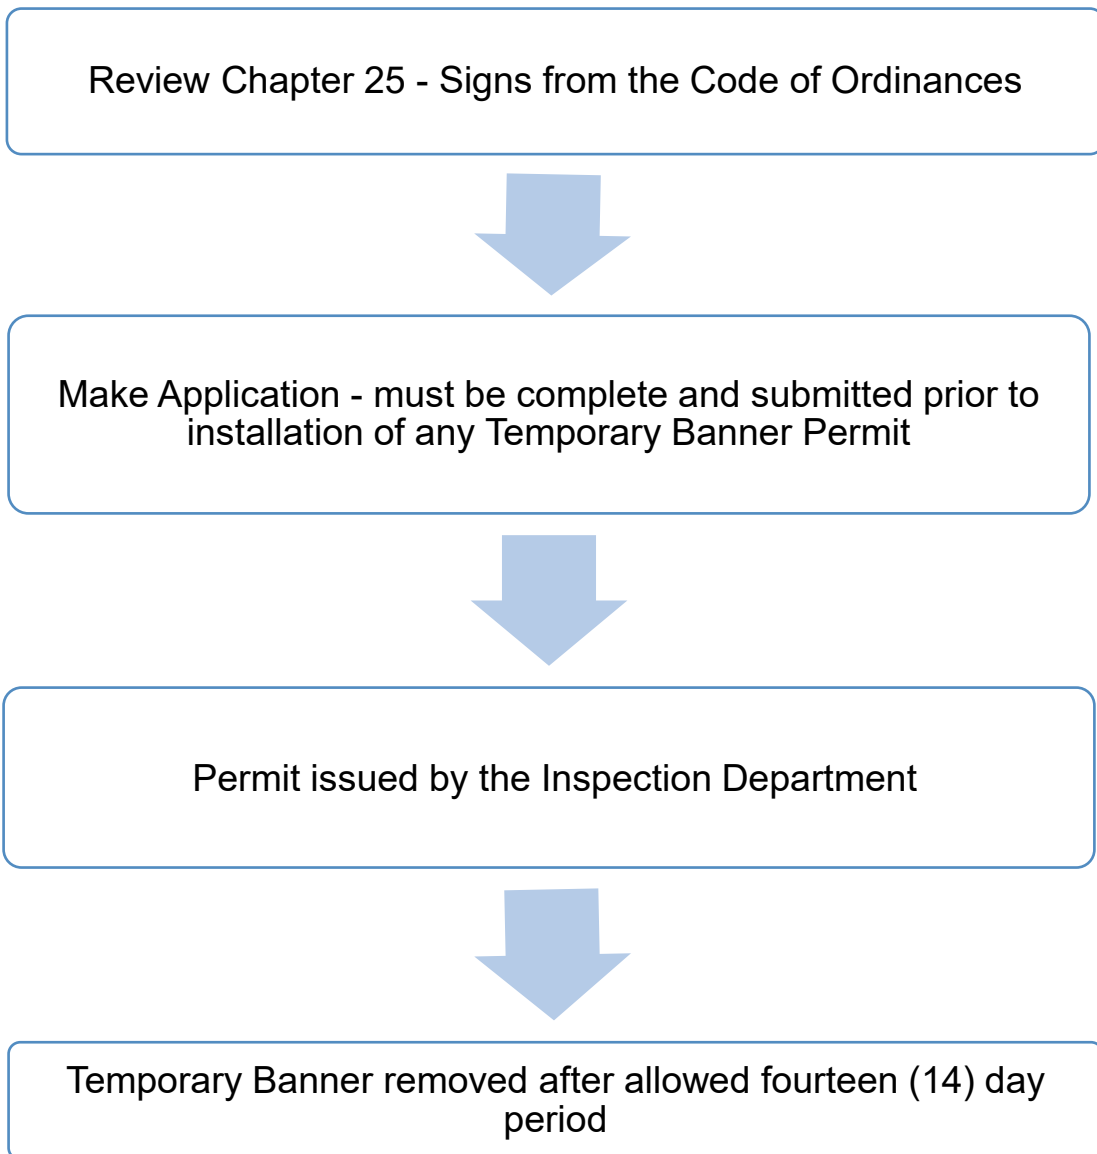 Review Chapter 25 - Signs from the Code of Ordinances
Make Application - must be complete and submitted prior to
installation of any Temporary Banner Permit
Permit issued by the Inspection Department
Temporary Banner removed after allowed fourteen (14) day
period